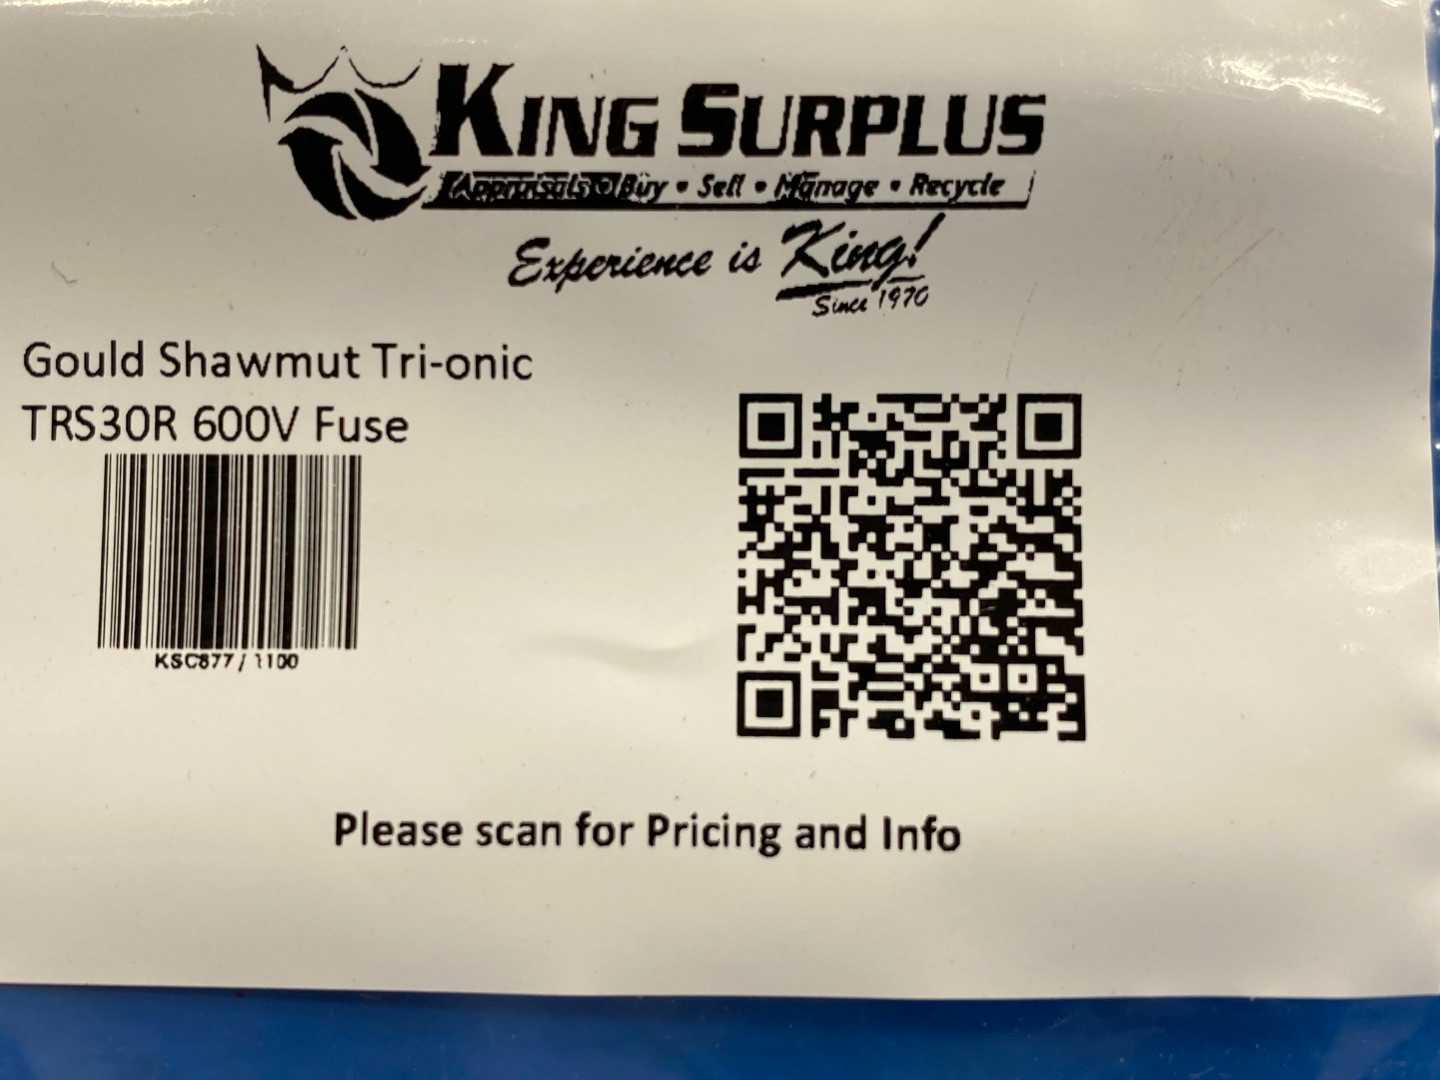 KING SURPLUS
Appraisals • Buy • Sell • Manage • Recycle
Experience is King!
Since 1970
Gould Shawmut Tri-onic
TRS30R 600V Fuse
KSC877/1100
Please scan for Pricing and Info